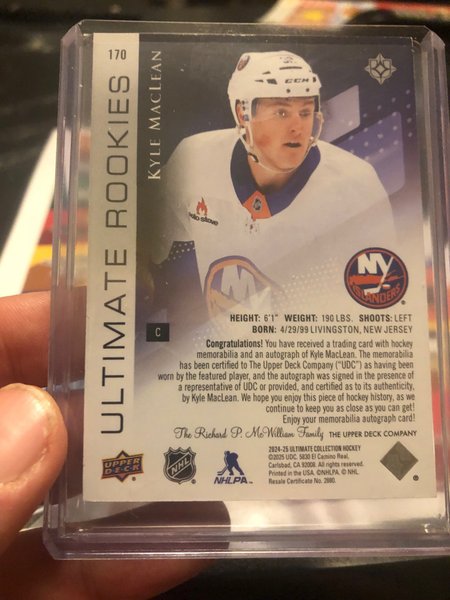 170
ULTIMATE ROOKIES
KYLE MACLEAN
CCM
solo stove
NY
NY
ISLANDERS
C
HEIGHT: 6'1" WEIGHT: 190 LBS. SHOOTS: LEFT
BORN: 4/29/99 LIVINGSTON, NEW JERSEY
Congratulations! You have received a trading card with hockey
memorabilia and an autograph of Kyle MacLean. The memorabilia
has been certified to The Upper Deck Company ("UDC") as having been
worn by the featured player, and the autograph was signed in the presence of
a representative of UDC or provided, and certified as to its authenticity,
by Kyle MacLean. We hope you enjoy this piece of hockey history, as we
continue to keep you as close as you can get!
Enjoy your memorabilia autograph card!
The Richard P. McWilliam Family THE UPPER DECK COMPANY
UPPER DECK
NHL
NHLPA
2024-25 ULTIMATE COLLECTION HOCKEY
©2025 UDC. 5830 El Camino Real,
Carlsbad, CA 92008. All rights reserved.
Printed in the USA. ©NHLPA. © NHL
Resale Certificate No. 2880.